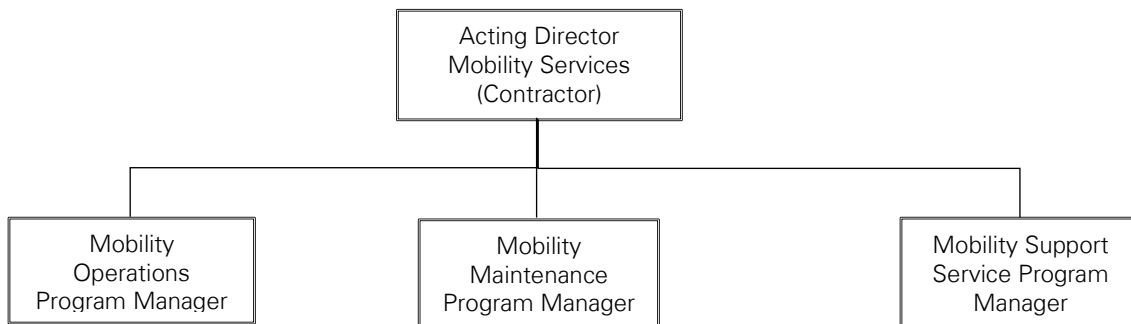 Acting Director
Mobility Services
(Contractor)
Mobility
Operations
Program Manager
Mobility
Maintenance
Program Manager
Mobility Support
Service Program
Manager